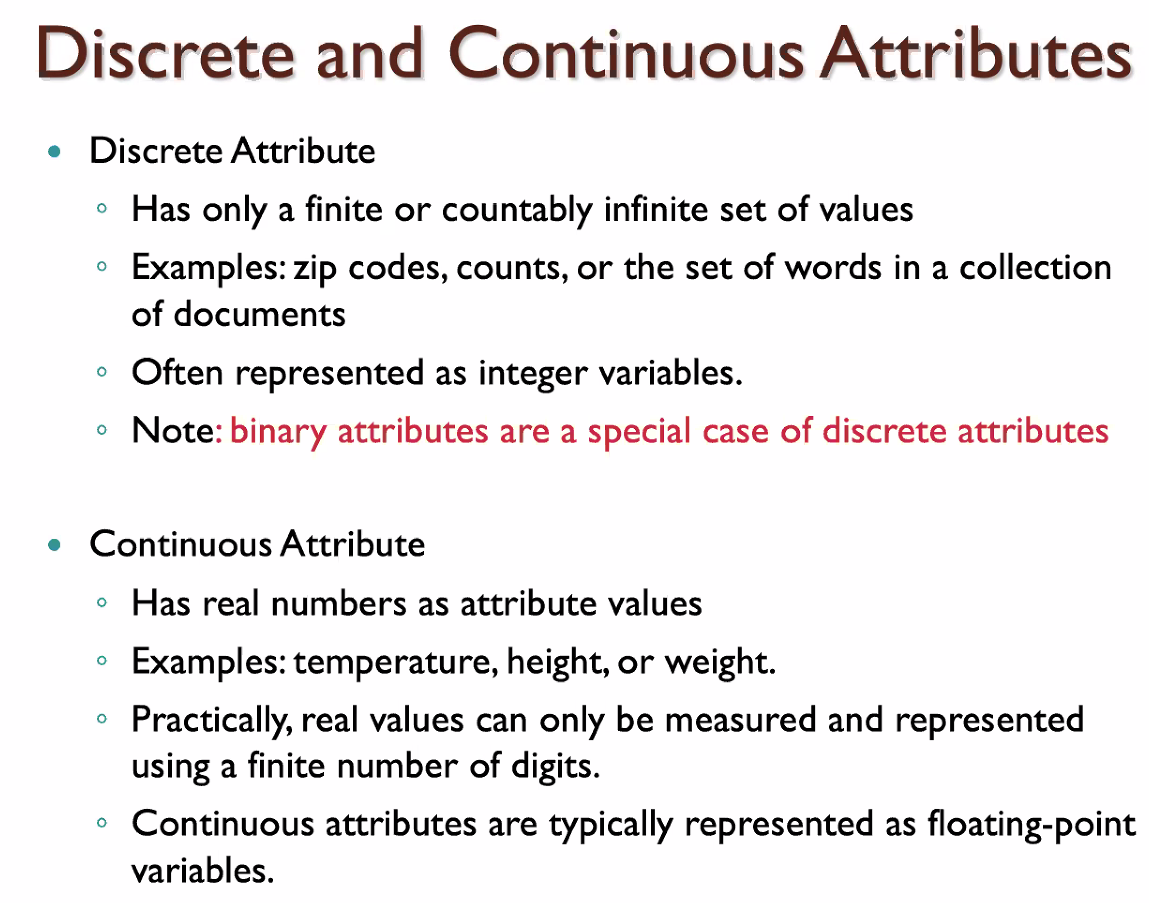 Discrete and Continuous Attributes
• Discrete Attribute
◦ Has only a finite or countably infinite set of values
◦ Examples: zip codes, counts, or the set of words in a collection
of documents
◦ Often represented as integer variables.
◦ Note: binary attributes are a special case of discrete attributes
• Continuous Attribute
◦ Has real numbers as attribute values
◦ Examples: temperature, height, or weight.
◦ Practically, real values can only be measured and represented
using a finite number of digits.
◦ Continuous attributes are typically represented as floating-point
variables.